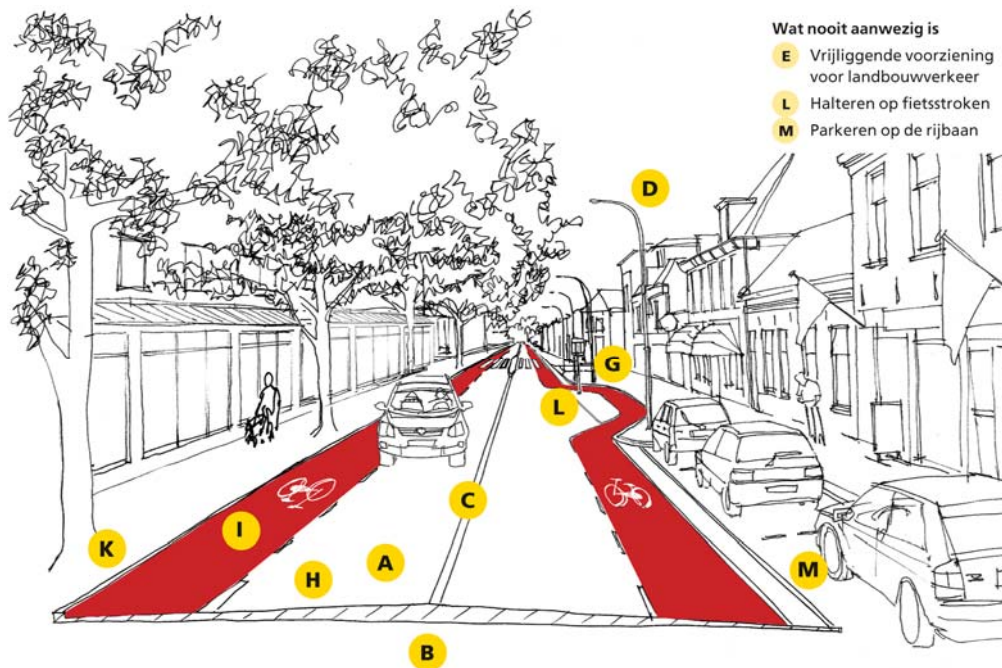 Wat nooit aanwezig is
E Vrijliggende voorziening
voor landbouwverkeer
L Halteren op fietsstroken
M Parkeren op de rijbaan
D
G
L
C
I
K
A
H
M
B